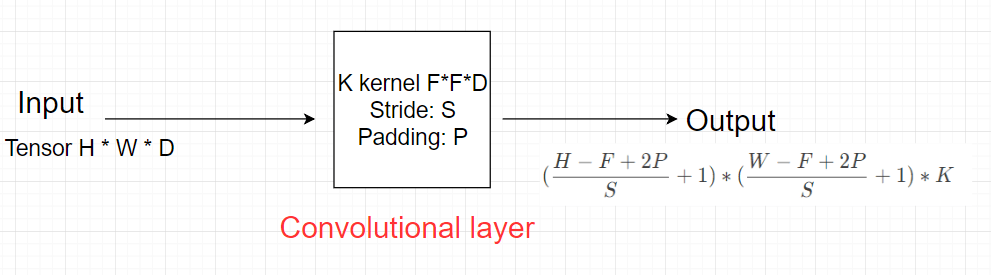 Input
Tensor H * W * D
K kernel F*F*D
Stride: S
Padding: P
Output
(\frac{H - F + 2P}{S} + 1) * (\frac{W - F + 2P}{S} + 1) * K
Convolutional layer